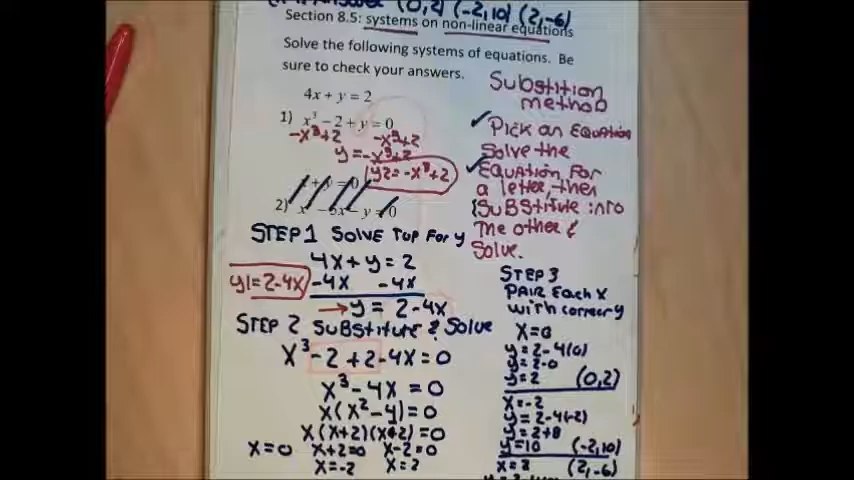 Answer (0,2) (-2,10) (2,-6)
Section 8.5: systems on non-linear equations
Solve the following systems of equations. Be
sure to check your answers.
4x + y = 2
1) x³ - 2 + y = 0
-x³+2 -x³+2
y = -x³+2
y2 = -x³+2
2)
Substition
method
✓ Pick an Equation
Solve the
✓ Equation for
a letter, then
Substitute into
the other &
Solve.
STEP 1 Solve Top for y
4x + y = 2
-4x -4x
y1=2-4x
→ y = 2-4x
STEP 2 Substitute & Solve
x³ -2 + 2 - 4x = 0
x³ - 4x = 0
x(x² - 4) = 0
x(x+2)(x-2)=0
x=0 x+2=0 x-2=0
x=-2 x=2
STEP 3
Pair Each x
with correct y
x=0
y=2-4(0)
y=2-0
y=2 (0,2)
x=-2
y=2-4(-2)
y=2+8
y=10 (-2,10)
x=2 (2,-6)